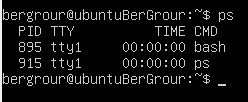 bergrour@ubuntuBerGrour:~$ ps
PID TTY TIME CMD
895 tty1 00:00:00 bash
915 tty1 00:00:00 ps
bergrour@ubuntuBerGrour:~$ _